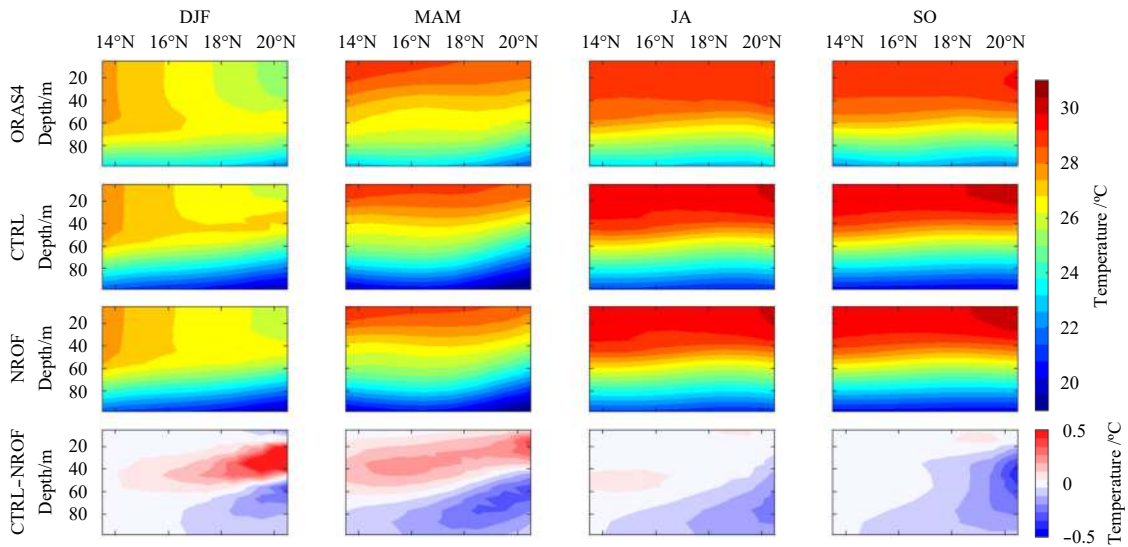 DJF MAM JA SO
14°N 16°N 18°N 20°N 14°N 16°N 18°N 20°N 14°N 16°N 18°N 20°N 14°N 16°N 18°N 20°N
ORAS4
Depth/m
20
40
60
80
CTRL
Depth/m
20
40
60
80
NROF
Depth/m
20
40
60
80
CTRL-NROF
Depth/m
20
40
60
80
30
28
26
24
22
20
Temperature /°C
0.5
0
-0.5
Temperature /°C